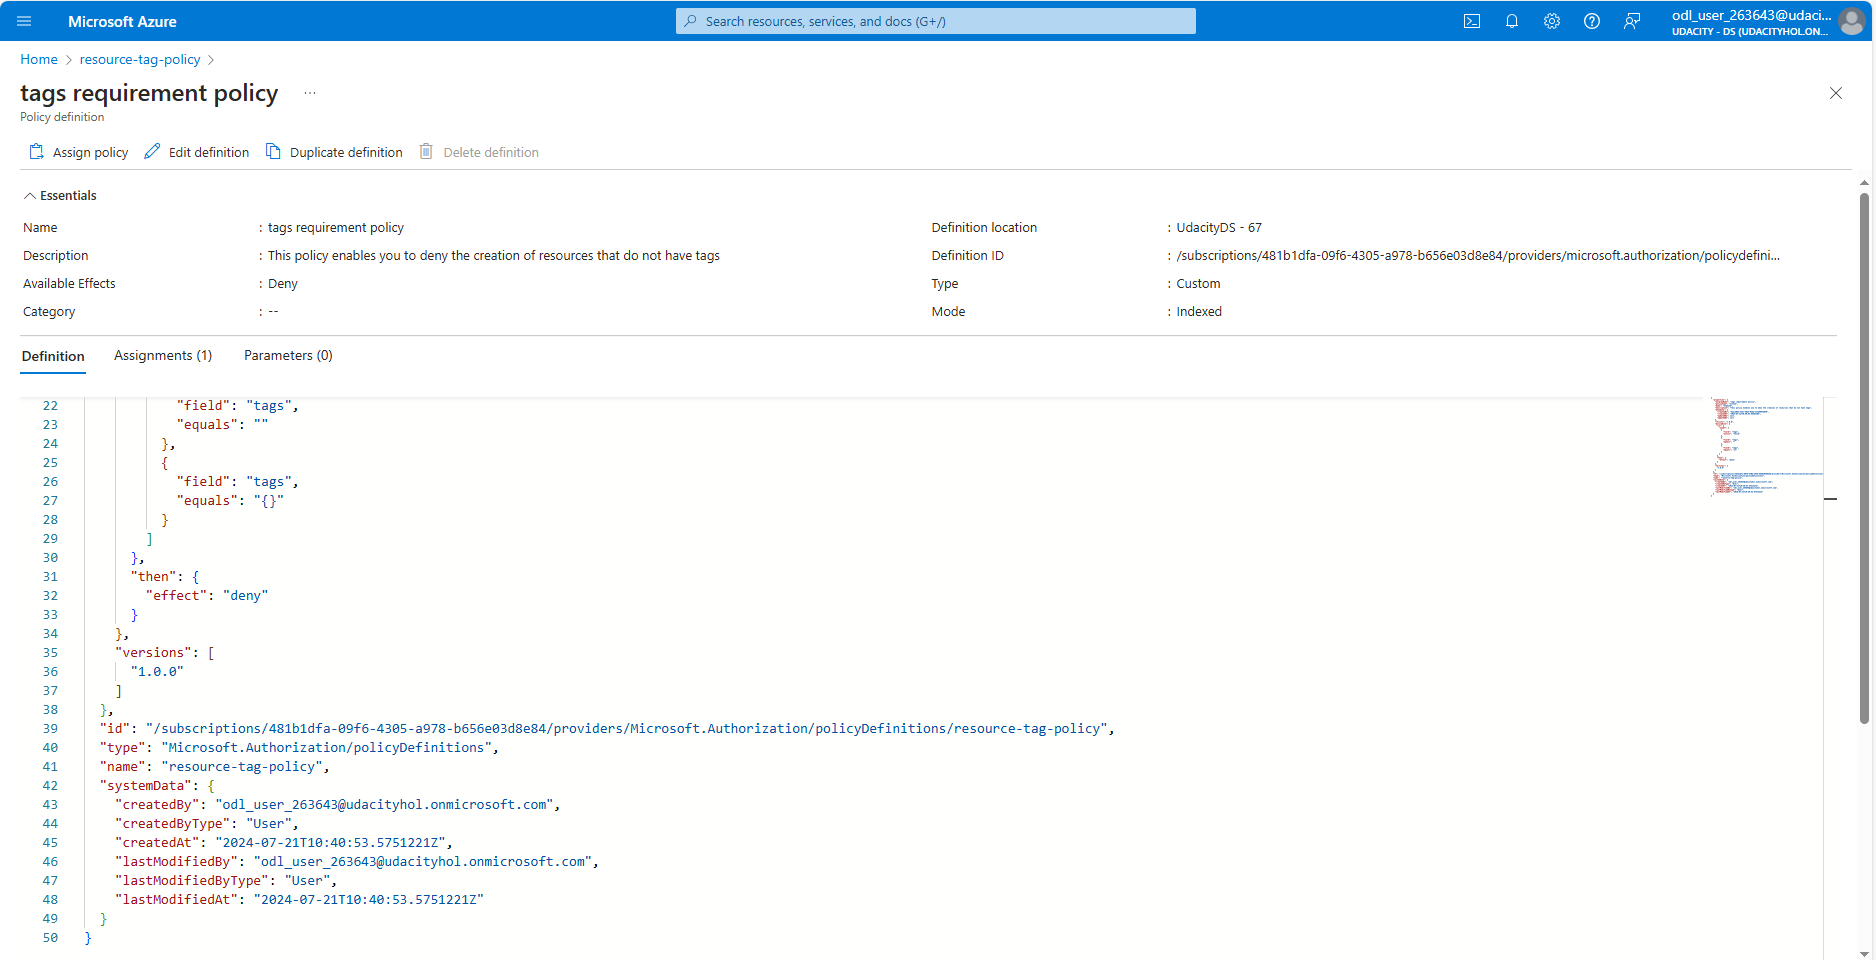 Microsoft Azure
Search resources, services, and docs (G+/)
odl_user_263643@udaci...
UDACITY - DS (UDACITYHOL.ON...
Home > resource-tag-policy >
tags requirement policy ...
Policy definition
Assign policy Edit definition Duplicate definition Delete definition
Essentials
Name : tags requirement policy
Definition location : UdacityDS - 67
Description : This policy enables you to deny the creation of resources that do not have tags
Definition ID : /subscriptions/481b1dfa-09f6-4305-a978-b656e03d8e84/providers/microsoft.authorization/policydefini...
Available Effects : Deny
Type : Custom
Category : --
Mode : Indexed
Definition Assignments (1) Parameters (0)
22 "field": "tags",
23 "equals": ""
24 },
25 {
26 "field": "tags",
27 "equals": "{}"
28 }
29 ]
30 },
31 "then": {
32 "effect": "deny"
33 }
34 },
35 "versions": [
36 "1.0.0"
37 ]
38 },
39 "id": "/subscriptions/481b1dfa-09f6-4305-a978-b656e03d8e84/providers/Microsoft.Authorization/policyDefinitions/resource-tag-policy",
40 "type": "Microsoft.Authorization/policyDefinitions",
41 "name": "resource-tag-policy",
42 "systemData": {
43 "createdBy": "odl_user_263643@udacityhol.onmicrosoft.com",
44 "createdByType": "User",
45 "createdAt": "2024-07-21T10:40:53.5751221Z",
46 "lastModifiedBy": "odl_user_263643@udacityhol.onmicrosoft.com",
47 "lastModifiedByType": "User",
48 "lastModifiedAt": "2024-07-21T10:40:53.5751221Z"
49 }
50 }